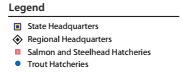 Legend
State Headquarters
Regional Headquarters
Salmon and Steelhead Hatcheries
Trout Hatcheries